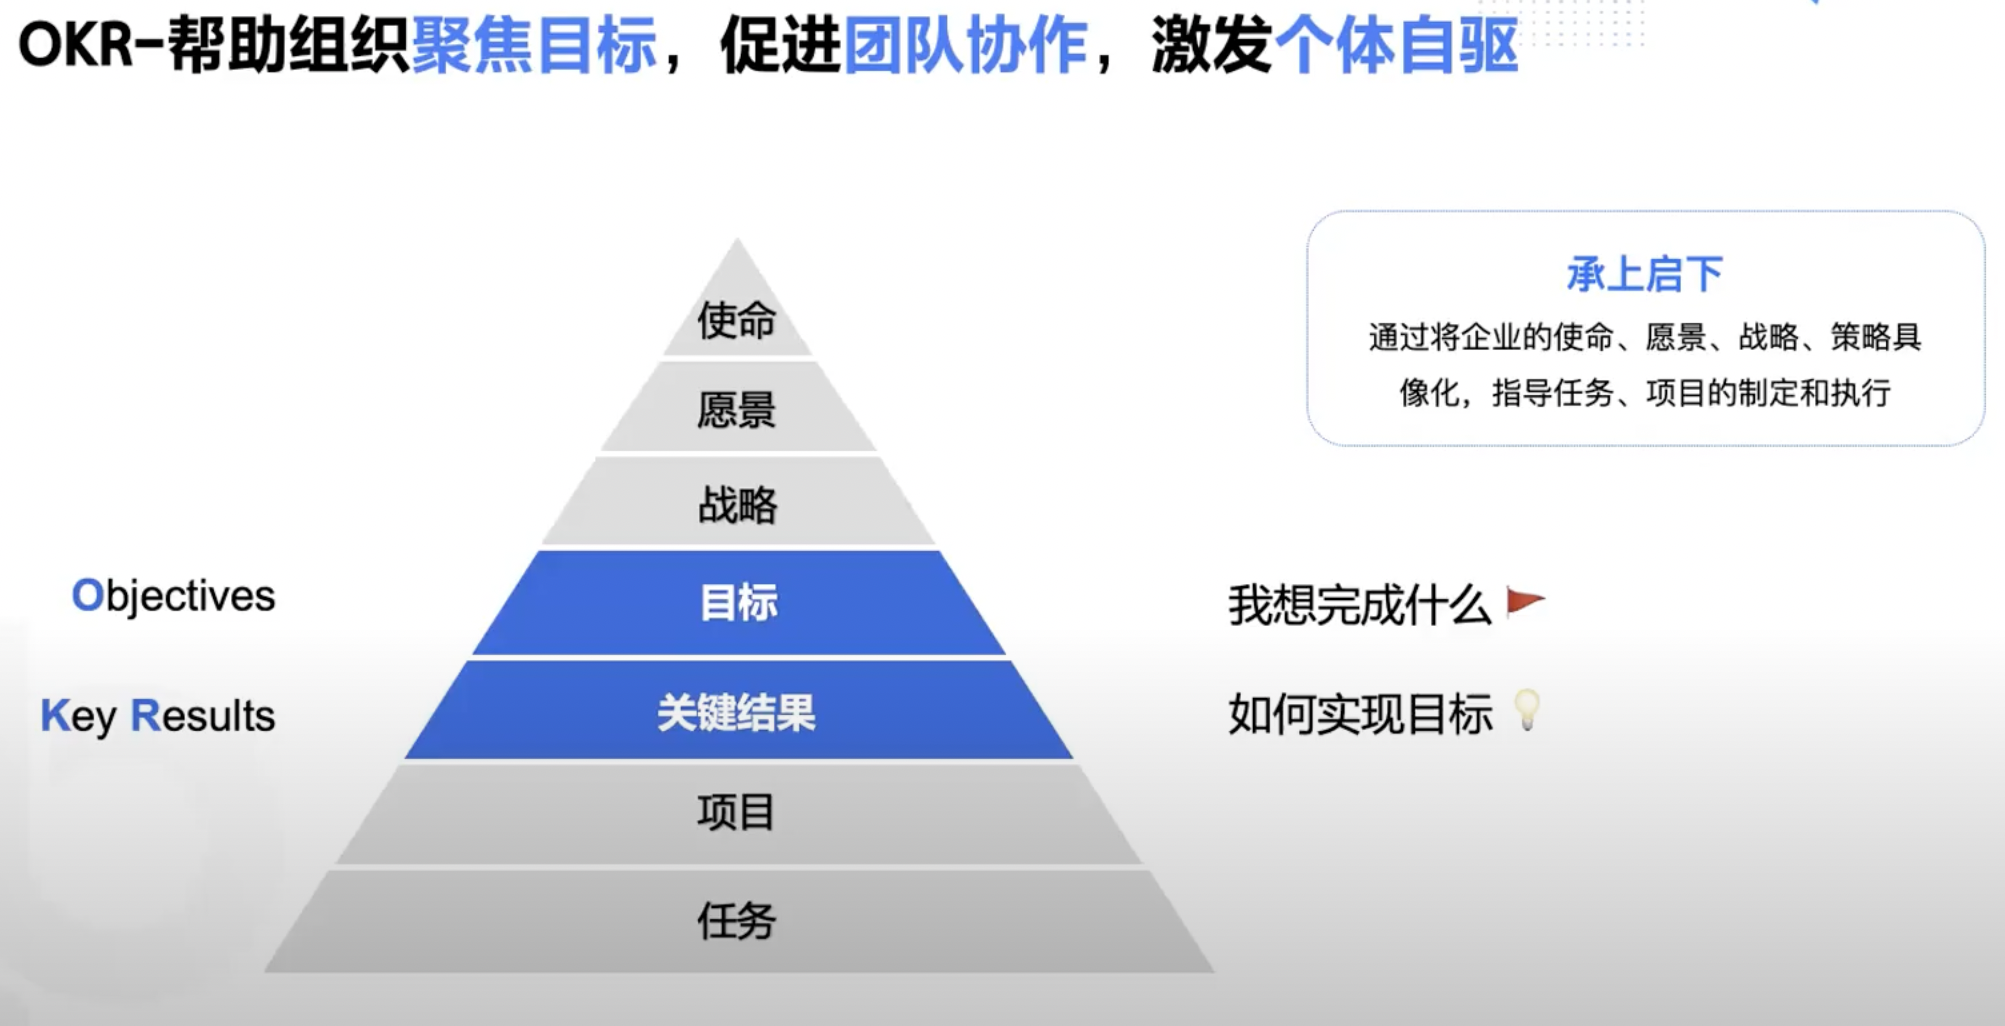 OKR-帮助组织聚焦目标，促进团队协作，激发个体自驱
承上启下
通过将企业的使命、愿景、战略、策略具
像化，指导任务、项目的制定和执行
使命
愿景
战略
Objectives
目标
我想完成什么
Key Results
关键结果
如何实现目标
项目
任务